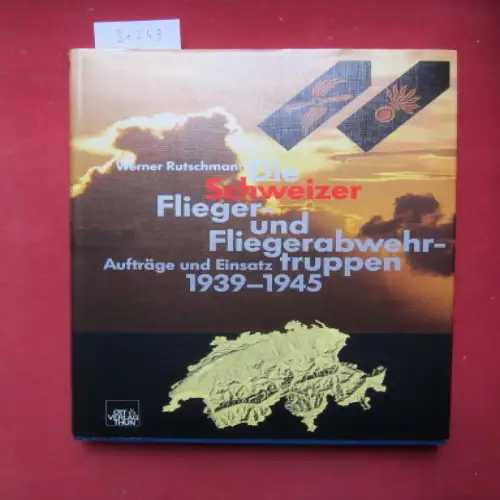 31243
Werner Rutschmann
Die
Schweizer
Flieger-
und
Fliegerabwehr-
Aufträge und Einsatz truppen
1939–1945
OTT
VERLAG
THUN